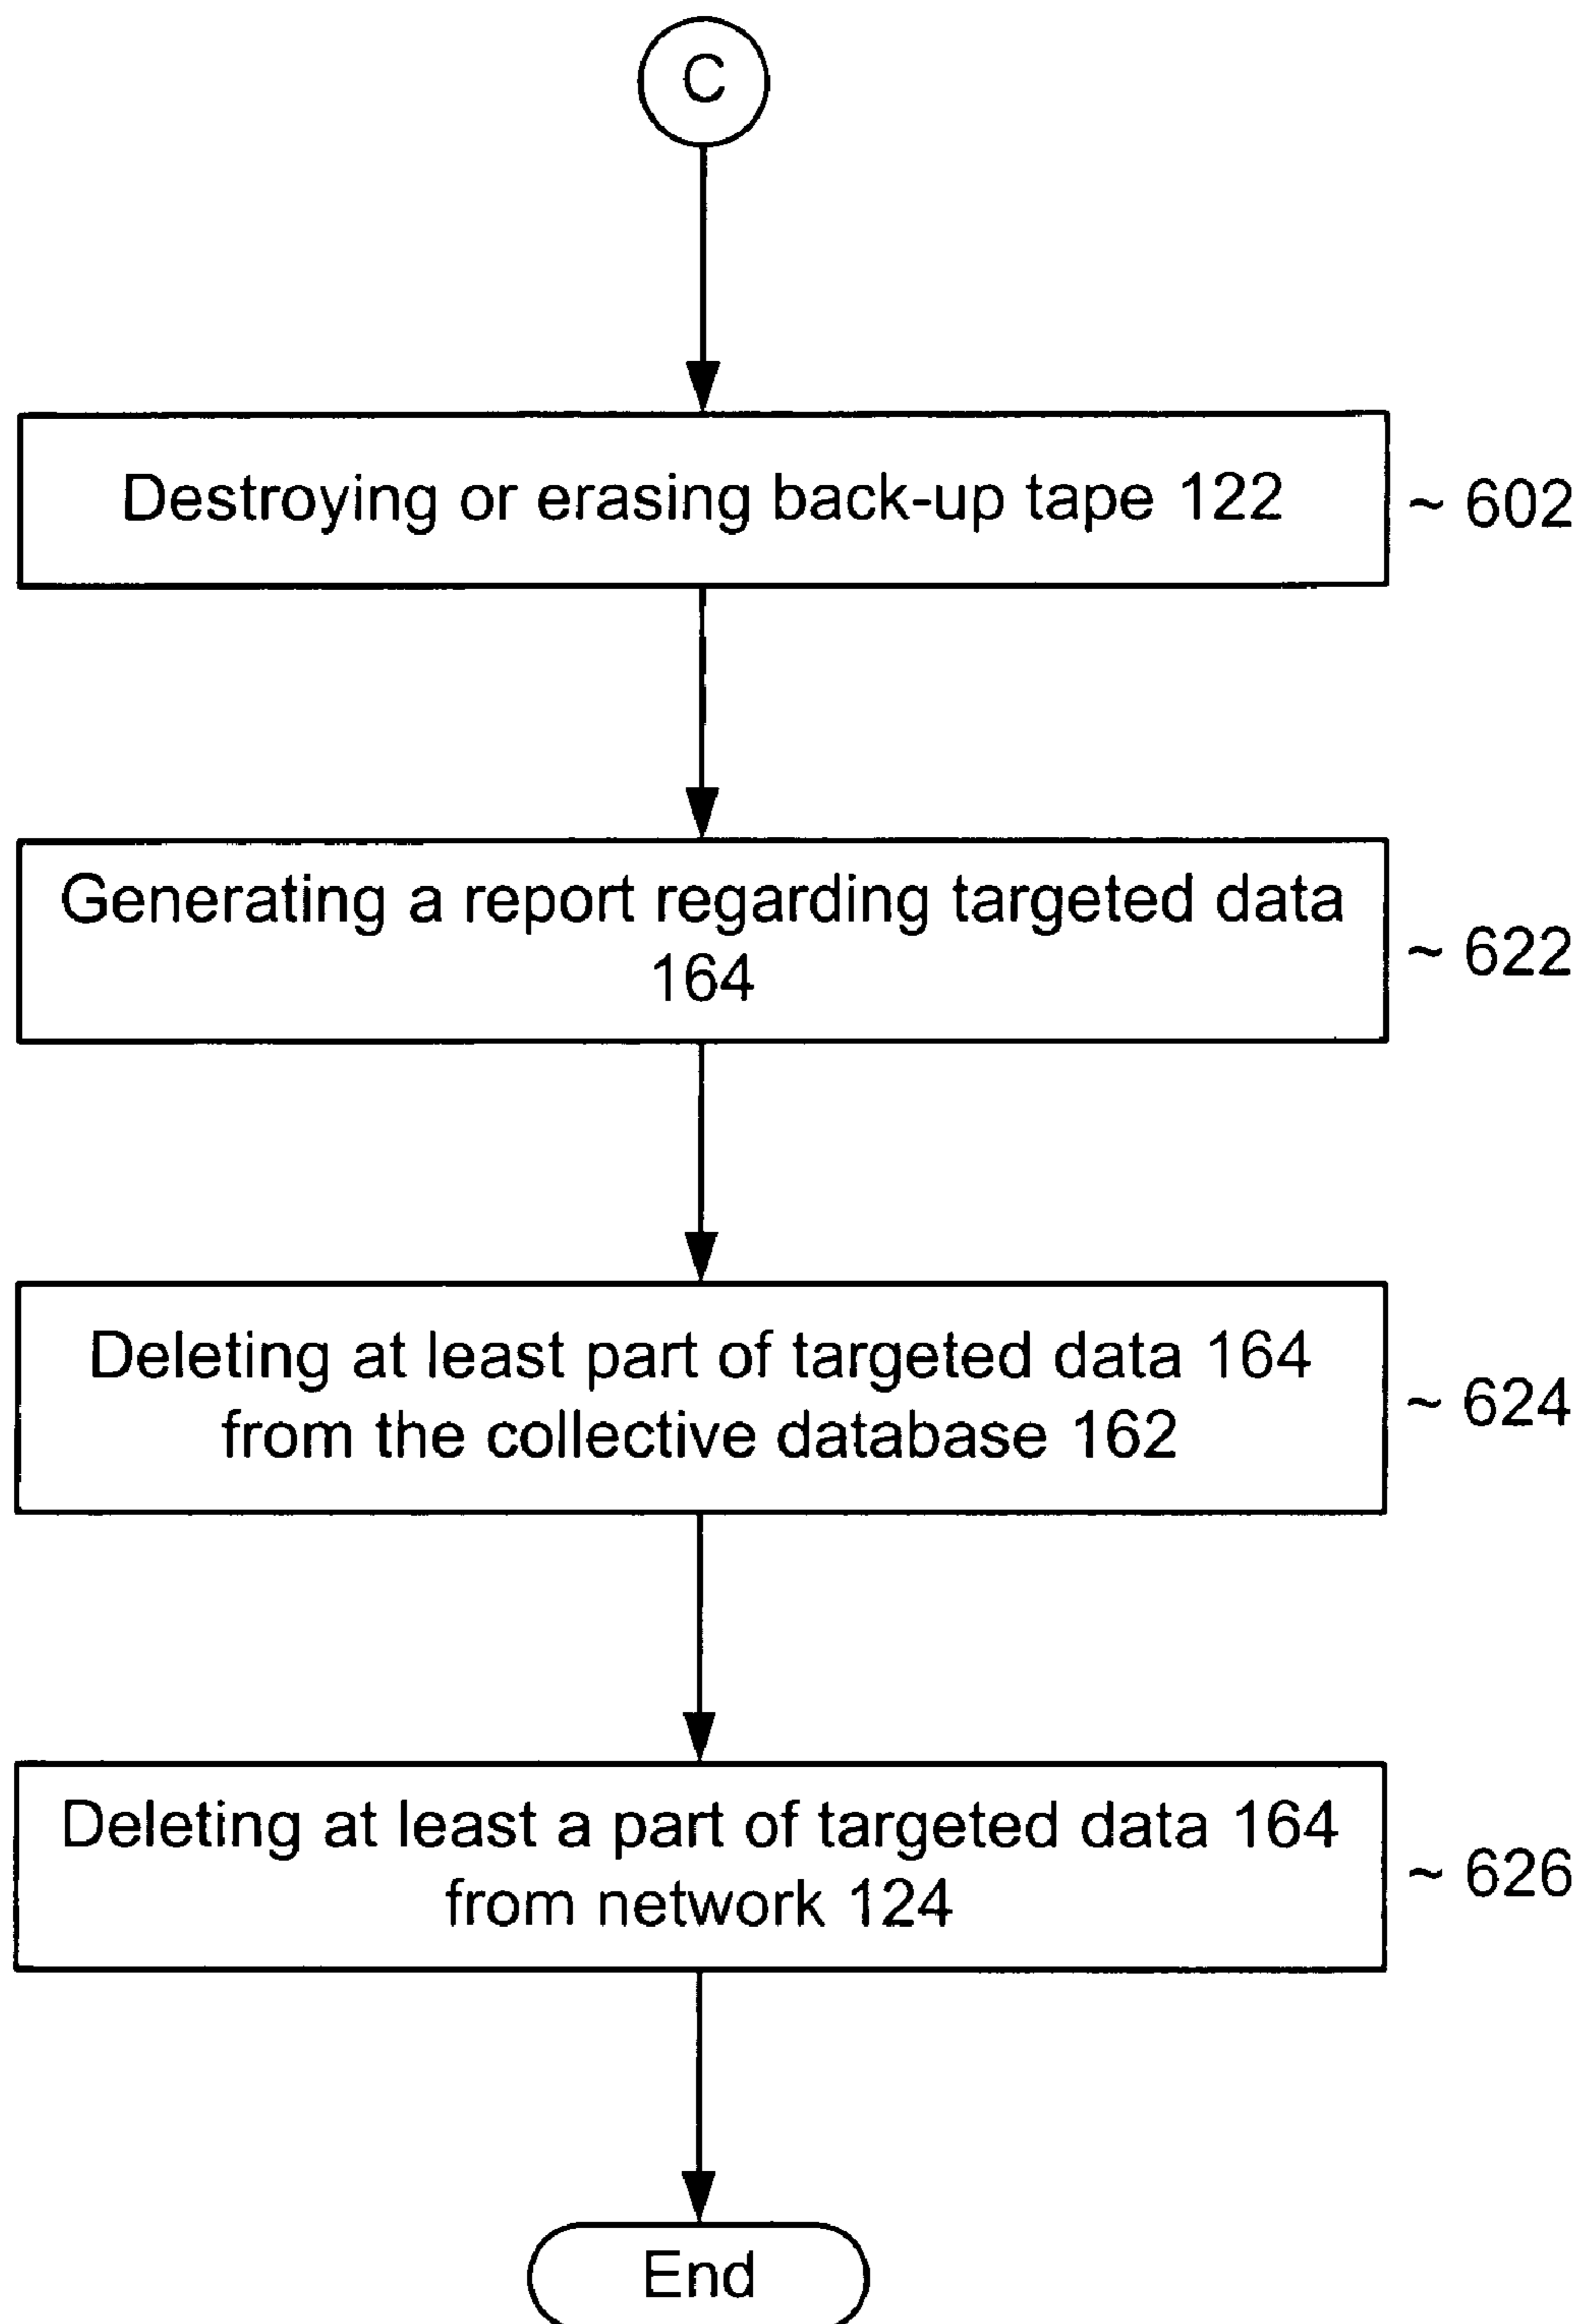 C
Destroying or erasing back-up tape 122
~ 602
Generating a report regarding targeted data
164
~ 622
Deleting at least part of targeted data 164
from the collective database 162
~ 624
Deleting at least a part of targeted data 164
from network 124
~ 626
End